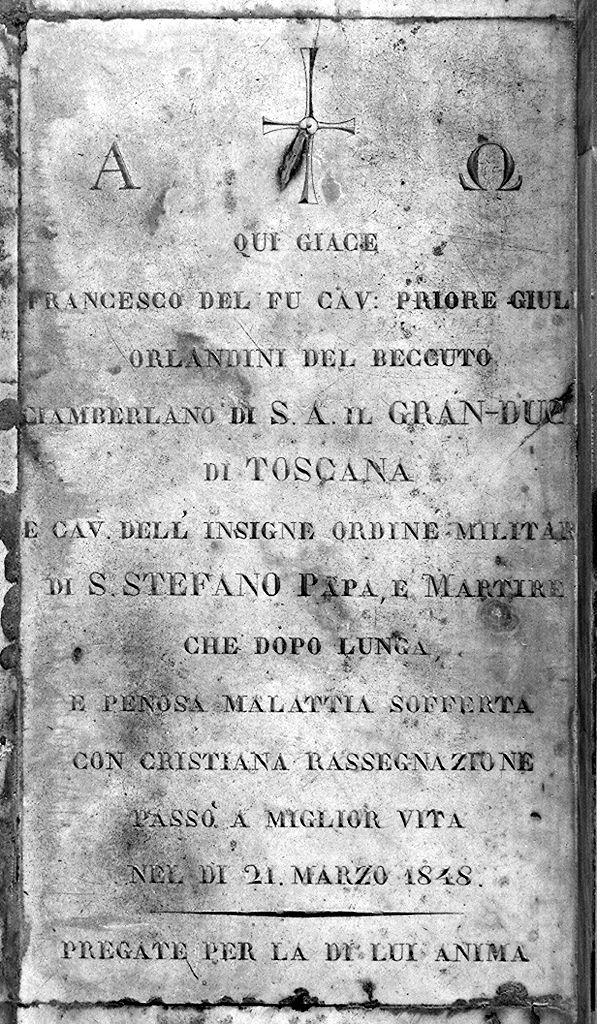 Α Ω
QUI GIACE
FRANCESCO DEL FU CAV: PRIORE GIUL
ORLANDINI DEL BECCUTO
CIAMBERLANO DI S. A. IL GRAN-DUC
DI TOSCANA
E CAV. DELL' INSIGNE ORDINE MILITAR
DI S. STEFANO PAPA, E MARTIRE
CHE DOPO LUNGA,
E PENOSA MALATTIA SOFFERTA
CON CRISTIANA RASSEGNAZIONE
PASSO' A MIGLIOR VITA
NEL DI 21. MARZO 1848.
PREGATE PER LA DI LUI ANIMA